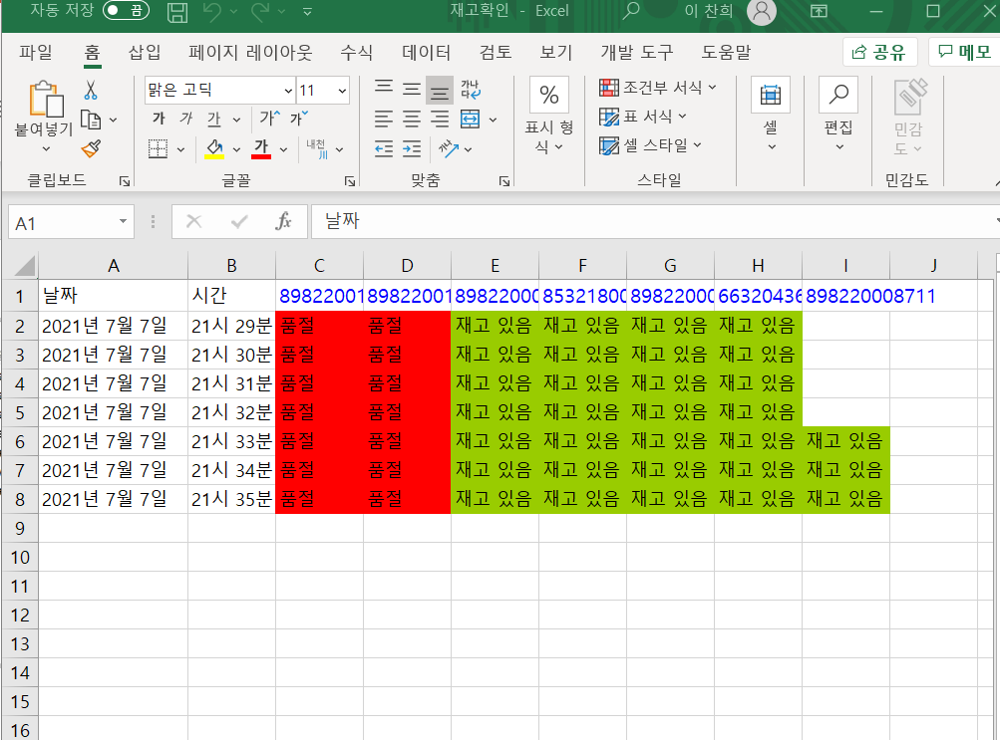 자동 저장 끔 재고확인 - Excel 이 찬희
파일 홈 삽입 페이지 레이아웃 수식 데이터 검토 보기 개발 도구 도움말 공유 메모
붙여넣기
클립보드
맑은 고딕 11
가 가 가 가 가
가 내천
글꼴
가나
맞춤
%
표시 형
식
조건부 서식
표 서식
셀 스타일
스타일
셀
편집
민감
도
민감도
A1 fx 날짜
A B C D E F G H I J
1 날짜 시간 898220001 898220001 898220000 85321800 898220000 66320436 898220008711
2 2021년 7월 7일 21시 29분 품절 품절 재고 있음 재고 있음 재고 있음 재고 있음
3 2021년 7월 7일 21시 30분 품절 품절 재고 있음 재고 있음 재고 있음 재고 있음
4 2021년 7월 7일 21시 31분 품절 품절 재고 있음 재고 있음 재고 있음 재고 있음
5 2021년 7월 7일 21시 32분 품절 품절 재고 있음 재고 있음 재고 있음 재고 있음
6 2021년 7월 7일 21시 33분 품절 품절 재고 있음 재고 있음 재고 있음 재고 있음 재고 있음
7 2021년 7월 7일 21시 34분 품절 품절 재고 있음 재고 있음 재고 있음 재고 있음 재고 있음
8 2021년 7월 7일 21시 35분 품절 품절 재고 있음 재고 있음 재고 있음 재고 있음 재고 있음
9
10
11
12
13
14
15
16